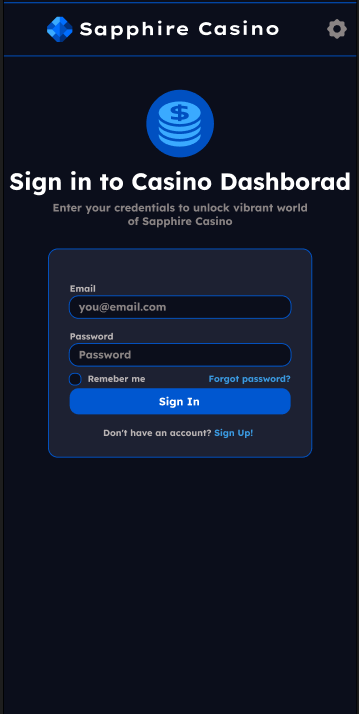 Sapphire Casino
$
Sign in to Casino Dashborad
Enter your credentials to unlock vibrant world
of Sapphire Casino
Email
you@email.com
Password
Password
Remeber me Forgot password?
Sign In
Don't have an account? Sign Up!